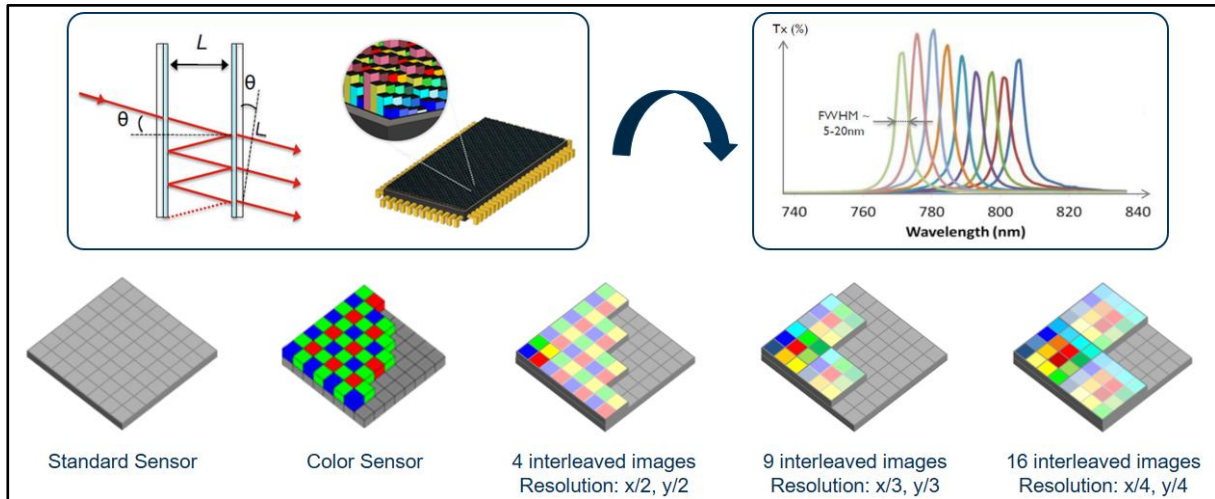 L
θ
θ
L
Tx (%)
FWHM ~
5-20nm
740 760 780 800 820 840
Wavelength (nm)
Standard Sensor
Color Sensor
4 interleaved images
Resolution: x/2, y/2
9 interleaved images
Resolution: x/3, y/3
16 interleaved images
Resolution: x/4, y/4